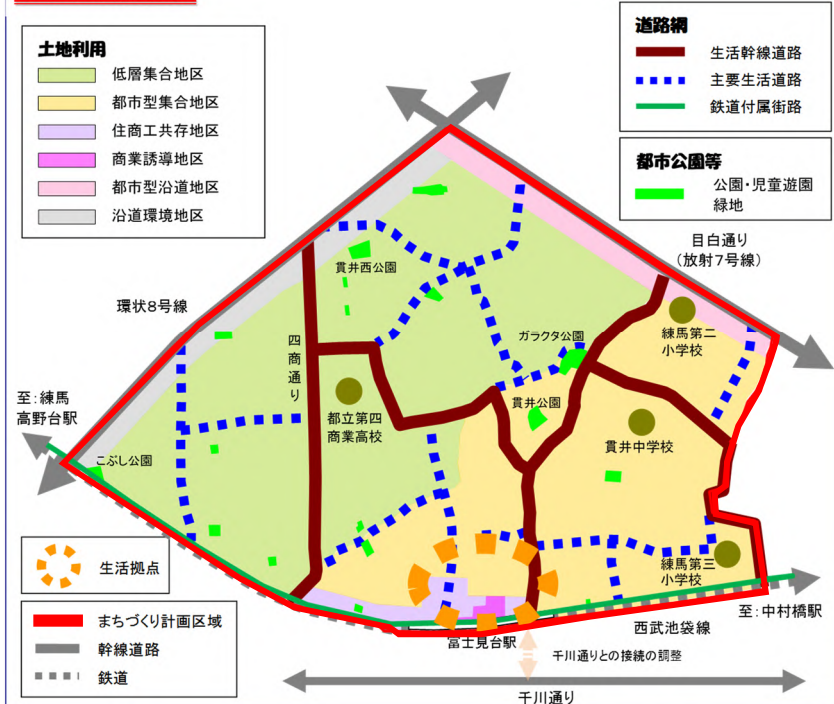 土地利用
低層集合地区
都市型集合地区
住商工共存地区
商業誘導地区
都市型沿道地区
沿道環境地区
道路網
生活幹線道路
主要生活道路
鉄道付属街路
都市公園等
公園・児童遊園
緑地
目白通り
(放射7号線)
環状8号線
貫井西公園
四商通り
ガラクタ公園
練馬第二
小学校
至:練馬
高野台駅
都立第四
商業高校
貫井公園
貫井中学校
こぶし公園
生活拠点
練馬第三
小学校
まちづくり計画区域
幹線道路
鉄道
富士見台駅
西武池袋線
至:中村橋駅
千川通りとの接続の調整
千川通り